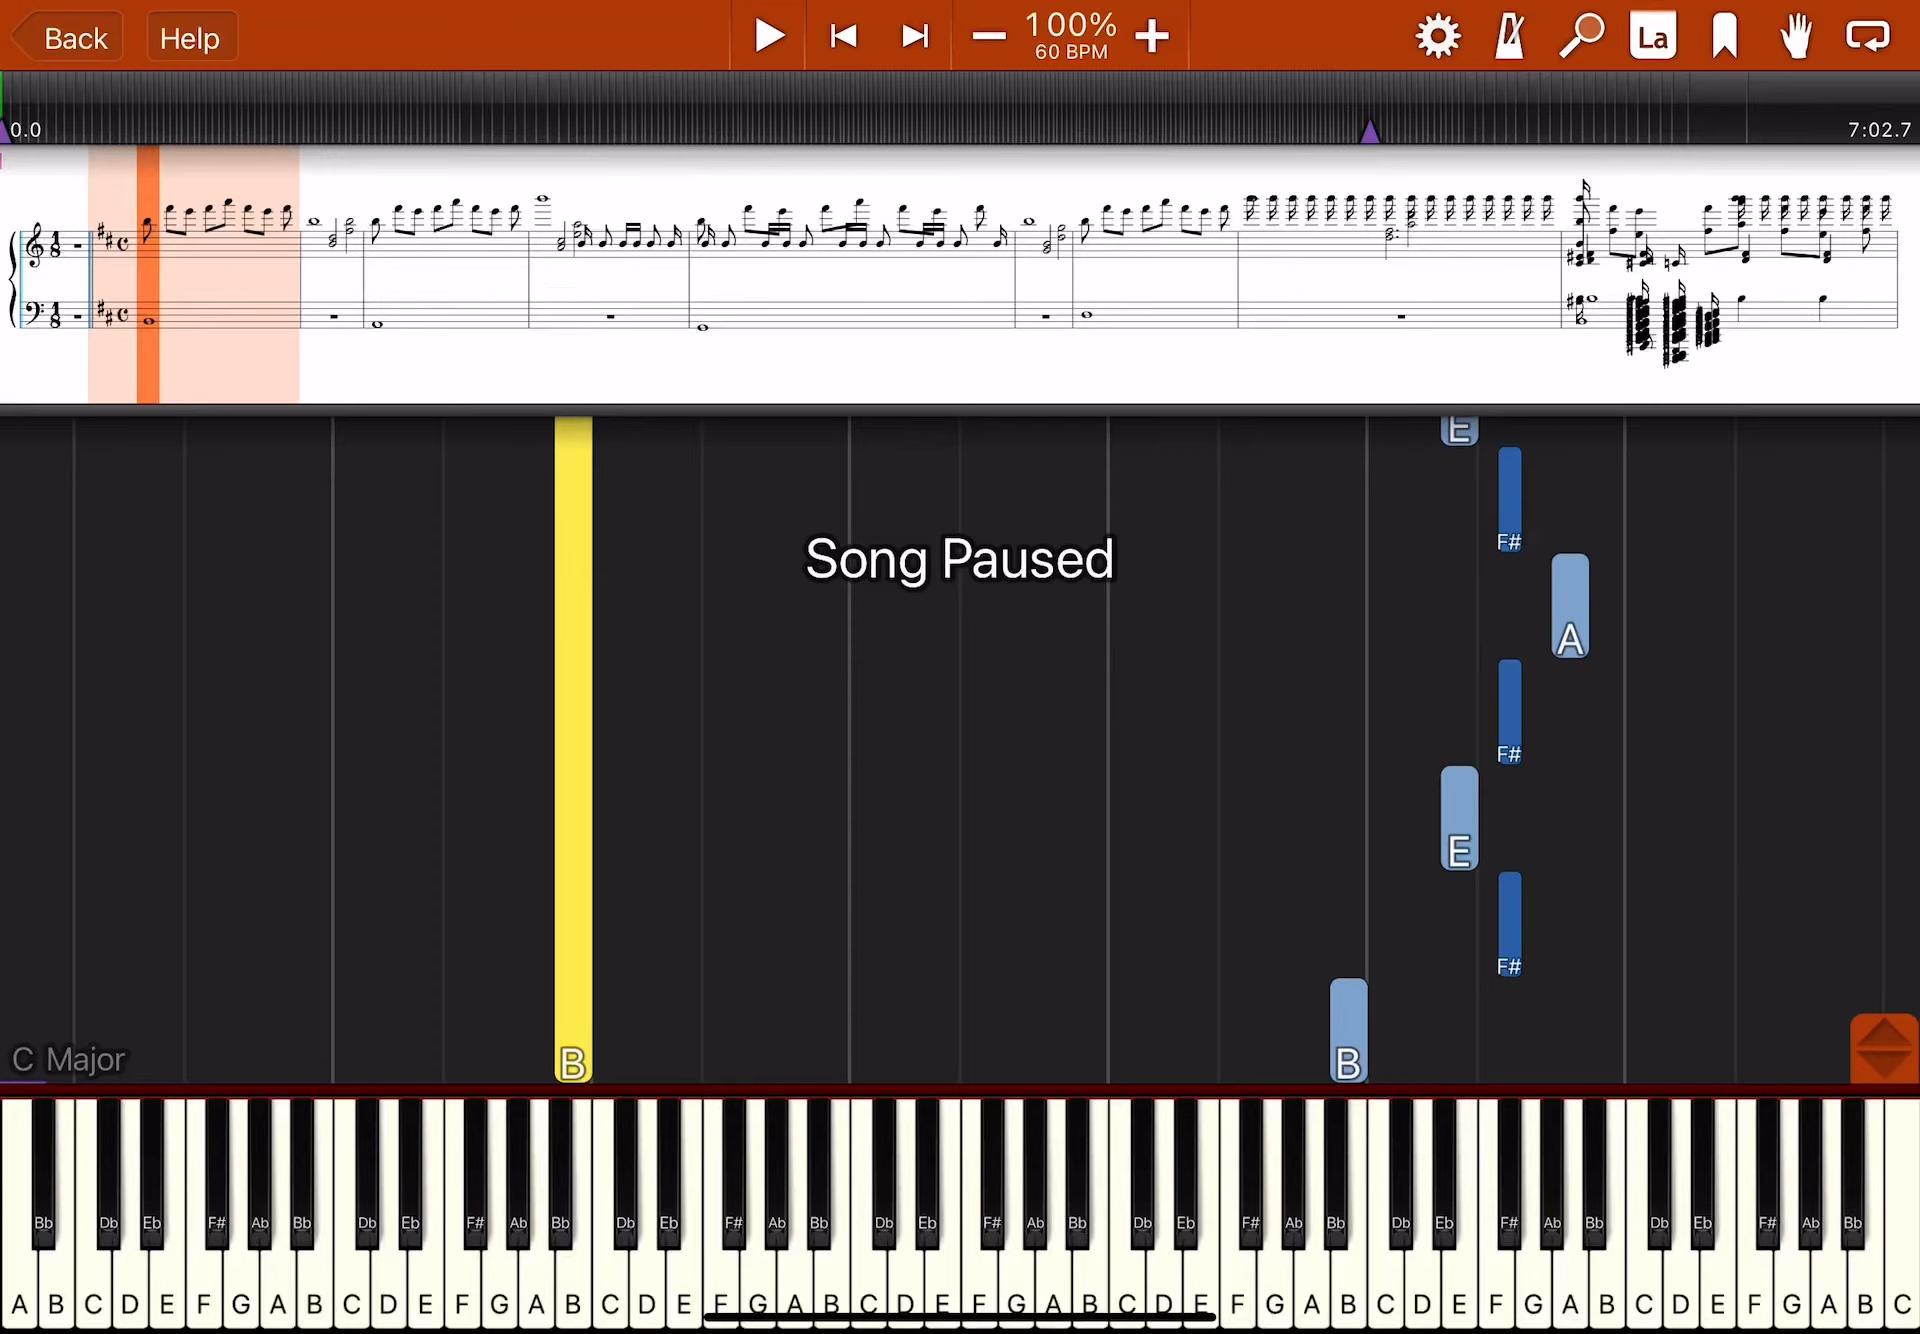 Back Help 100% La
60 BPM
0.0 7:02.7
E
F#
Song Paused
A
F#
E
F#
B B B
C Major
Bb Db Eb F# Ab Bb Db Eb F# Ab Bb Db Eb F# Ab Bb Db Eb F# Ab Bb Db Eb F# Ab Bb Db Eb F# Ab Bb Db Eb F# Ab Bb
A B C D E F G A B C D E F G A B C D E F G A B C D E F G A B C D E F G A B C D E F G A B C D E F G A B C